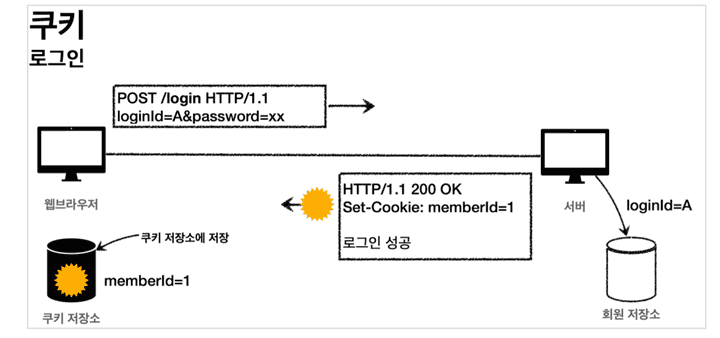 쿠키
로그인
POST /login HTTP/1.1
loginId=A&password=xx
웹브라우저
서버
HTTP/1.1 200 OK
Set-Cookie: memberId=1
로그인 성공
loginId=A
쿠키 저장소에 저장
memberId=1
쿠키 저장소
회원 저장소